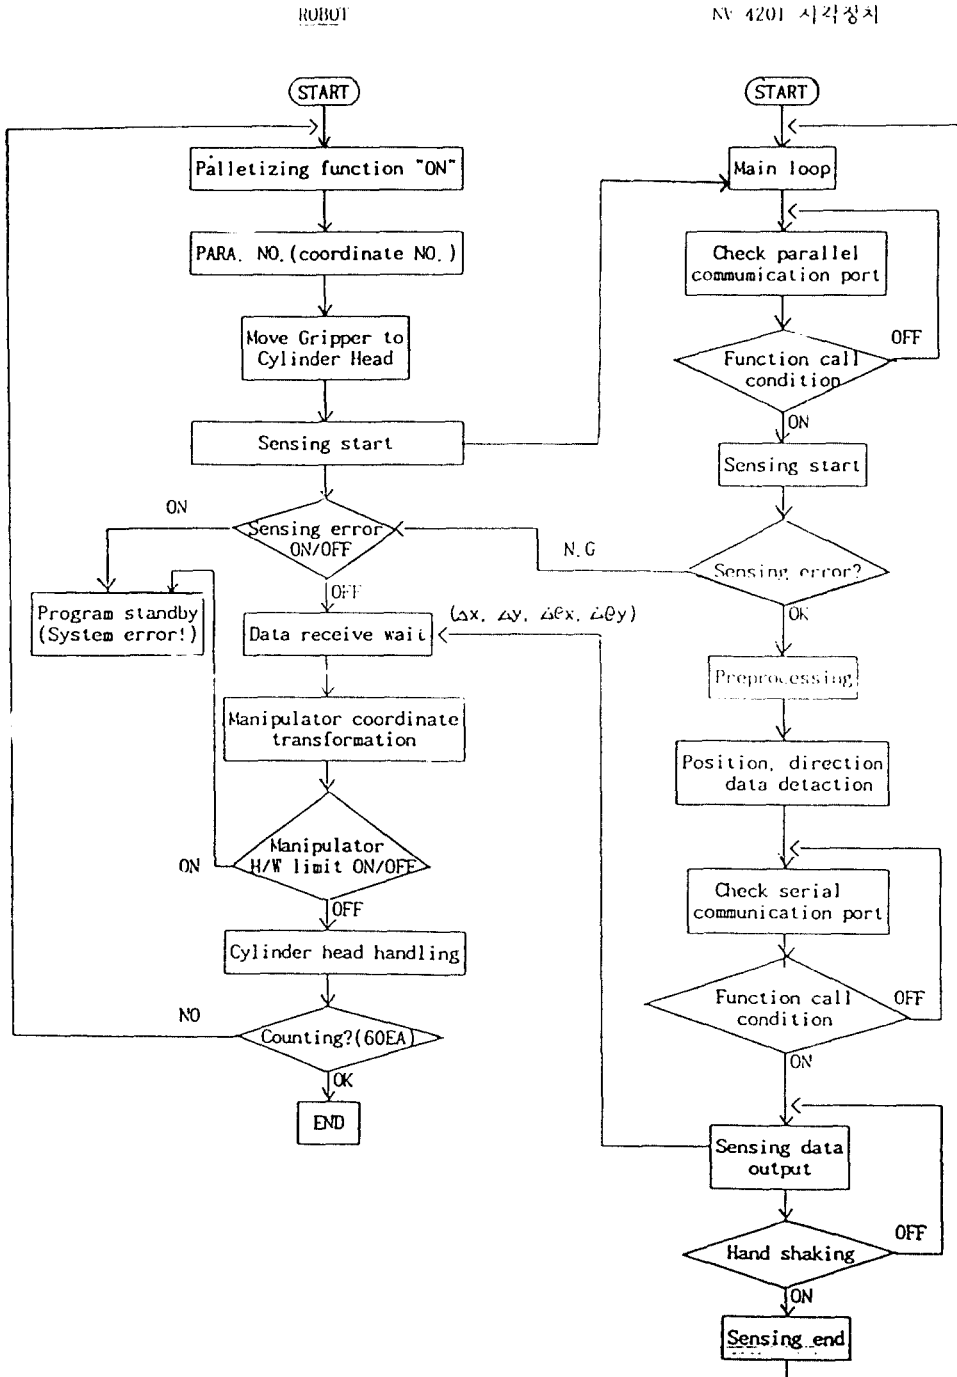 ROBOT
START
Palletizing function "ON"
PARA. NO.(coordinate NO.)
Move Gripper to
Cylinder Head
Sensing start
ON
Sensing error
ON/OFF
OFF
Program standby
(System error!)
Data receive wait
Manipulator coordinate
transformation
Manipulator
H/W limit ON/OFF
ON
OFF
Cylinder head handling
NO
Counting?(60EA)
OK
END
NV 4201 시각장치
START
Main loop
Check parallel
commumication port
Function call
condition
OFF
ON
Sensing start
N.G
Sensing error?
OK
(Δx, Δy, Δθx, Δθy)
Preprocessing
Position, direction
data detaction
Check serial
communication port
Function call
condition
OFF
ON
Sensing data
output
OFF
Hand shaking
ON
Sensing end